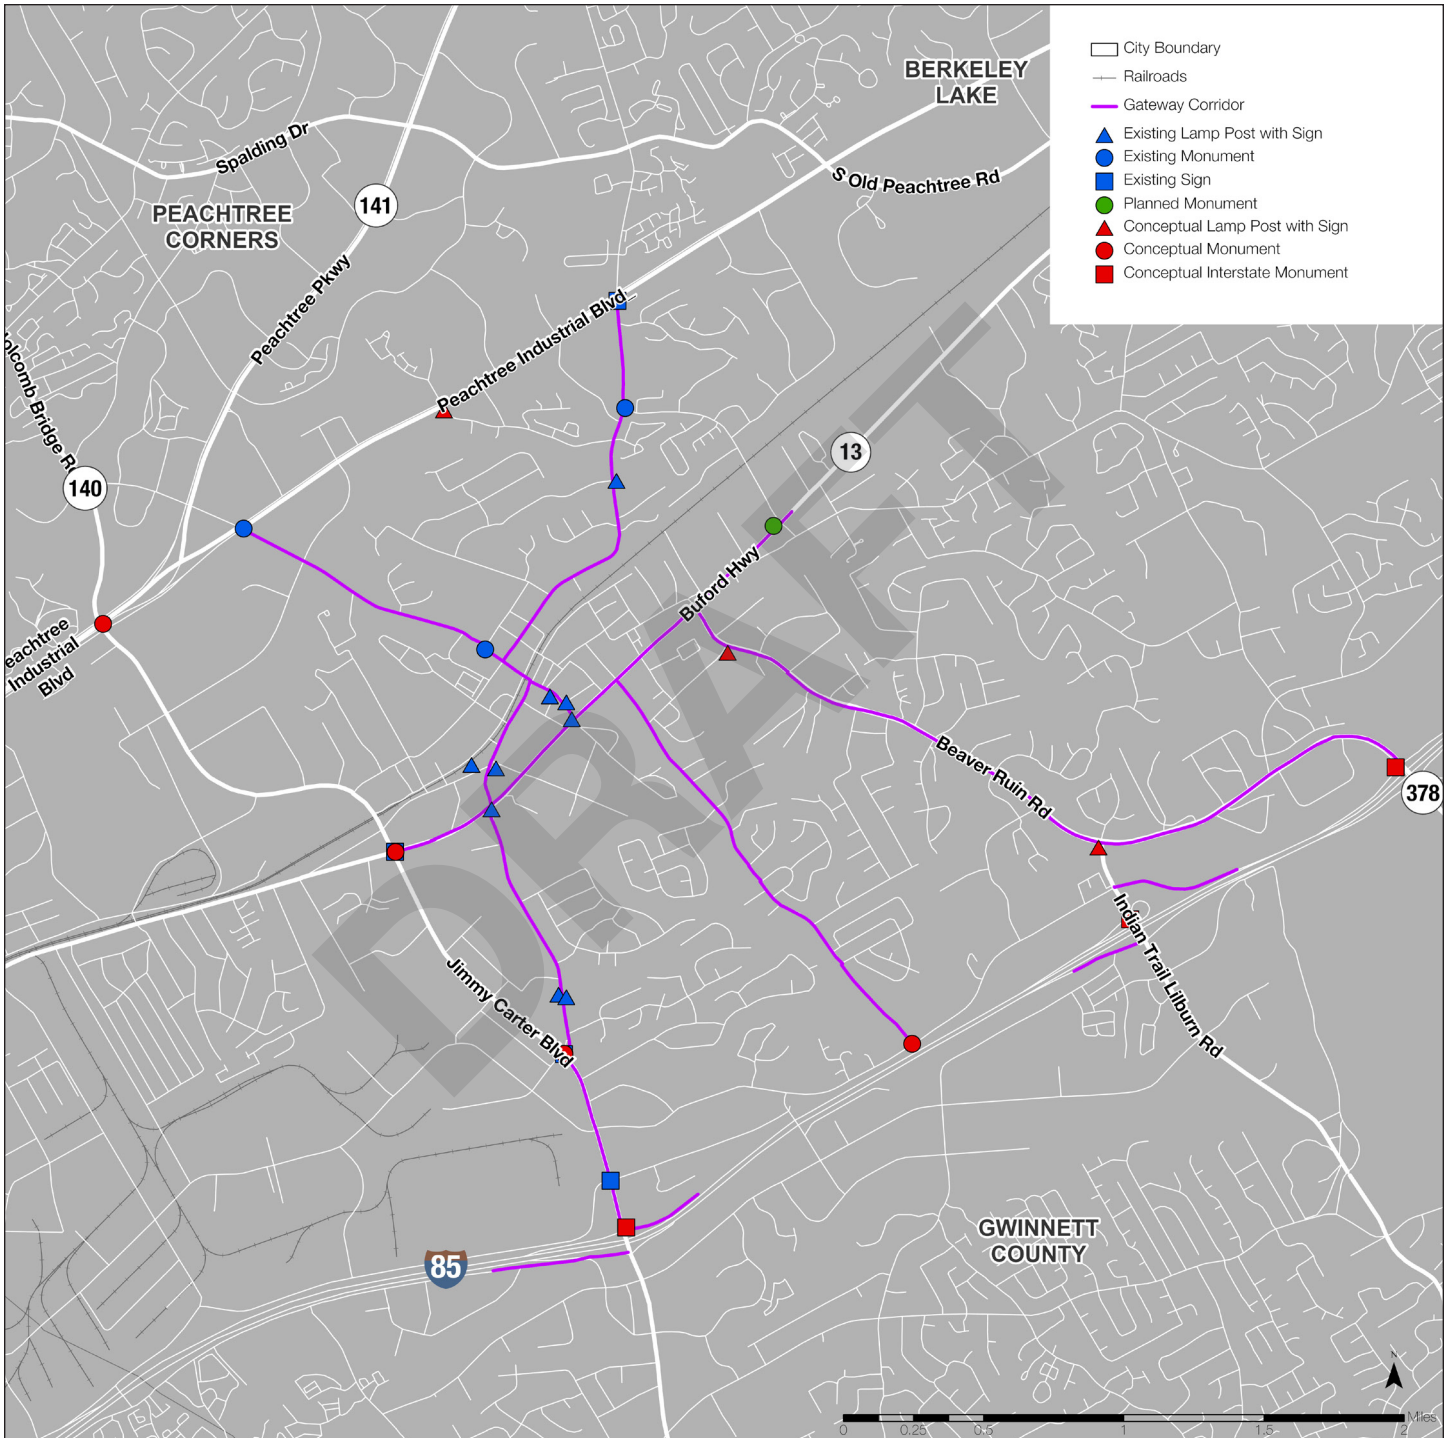 City Boundary
Railroads
Gateway Corridor
Existing Lamp Post with Sign
Existing Monument
Existing Sign
Planned Monument
Conceptual Lamp Post with Sign
Conceptual Monument
Conceptual Interstate Monument
BERKELEY
LAKE
Spalding Dr
S Old Peachtree Rd
141
PEACHTREE
CORNERS
Peachtree Pkwy
Peachtree Industrial Blvd
olcomb Bridge R
140
13
Buford Hwy
eachtree
Industrial
Blvd
Beaver Ruin Rd
378
Indian Trail Lilburn Rd
Jimmy Carter Blvd
DRAFT
GWINNETT
COUNTY
85
N
Miles
0 0.25 0.5 1 1.5 2